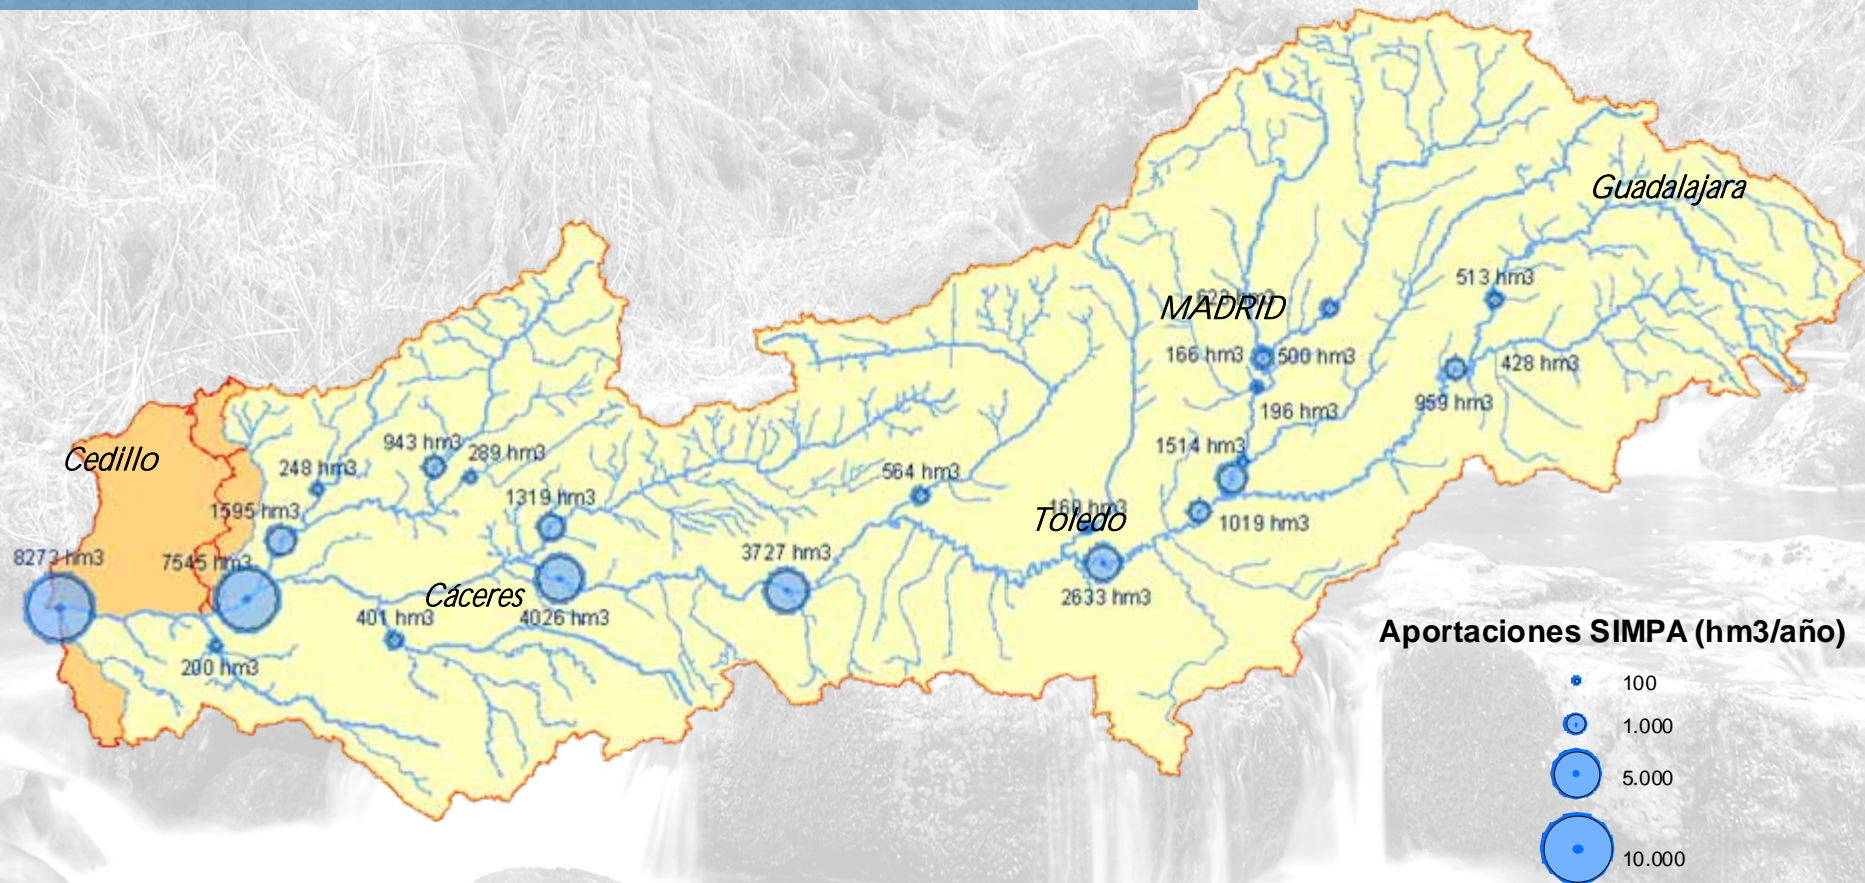 Guadalajara
513 hm3
MADRID
166 hm3
500 hm3
428 hm3
959 hm3
196 hm3
1514 hm3
943 hm3
289 hm3
Cedillo
248 hm3
564 hm3
1319 hm3
1595 hm3
Toledo
1019 hm3
8273 hm3
7545 hm3
3727 hm3
Cáceres
2633 hm3
401 hm3
4026 hm3
200 hm3
Aportaciones SIMPA (hm3/año)
100
1.000
5.000
10.000